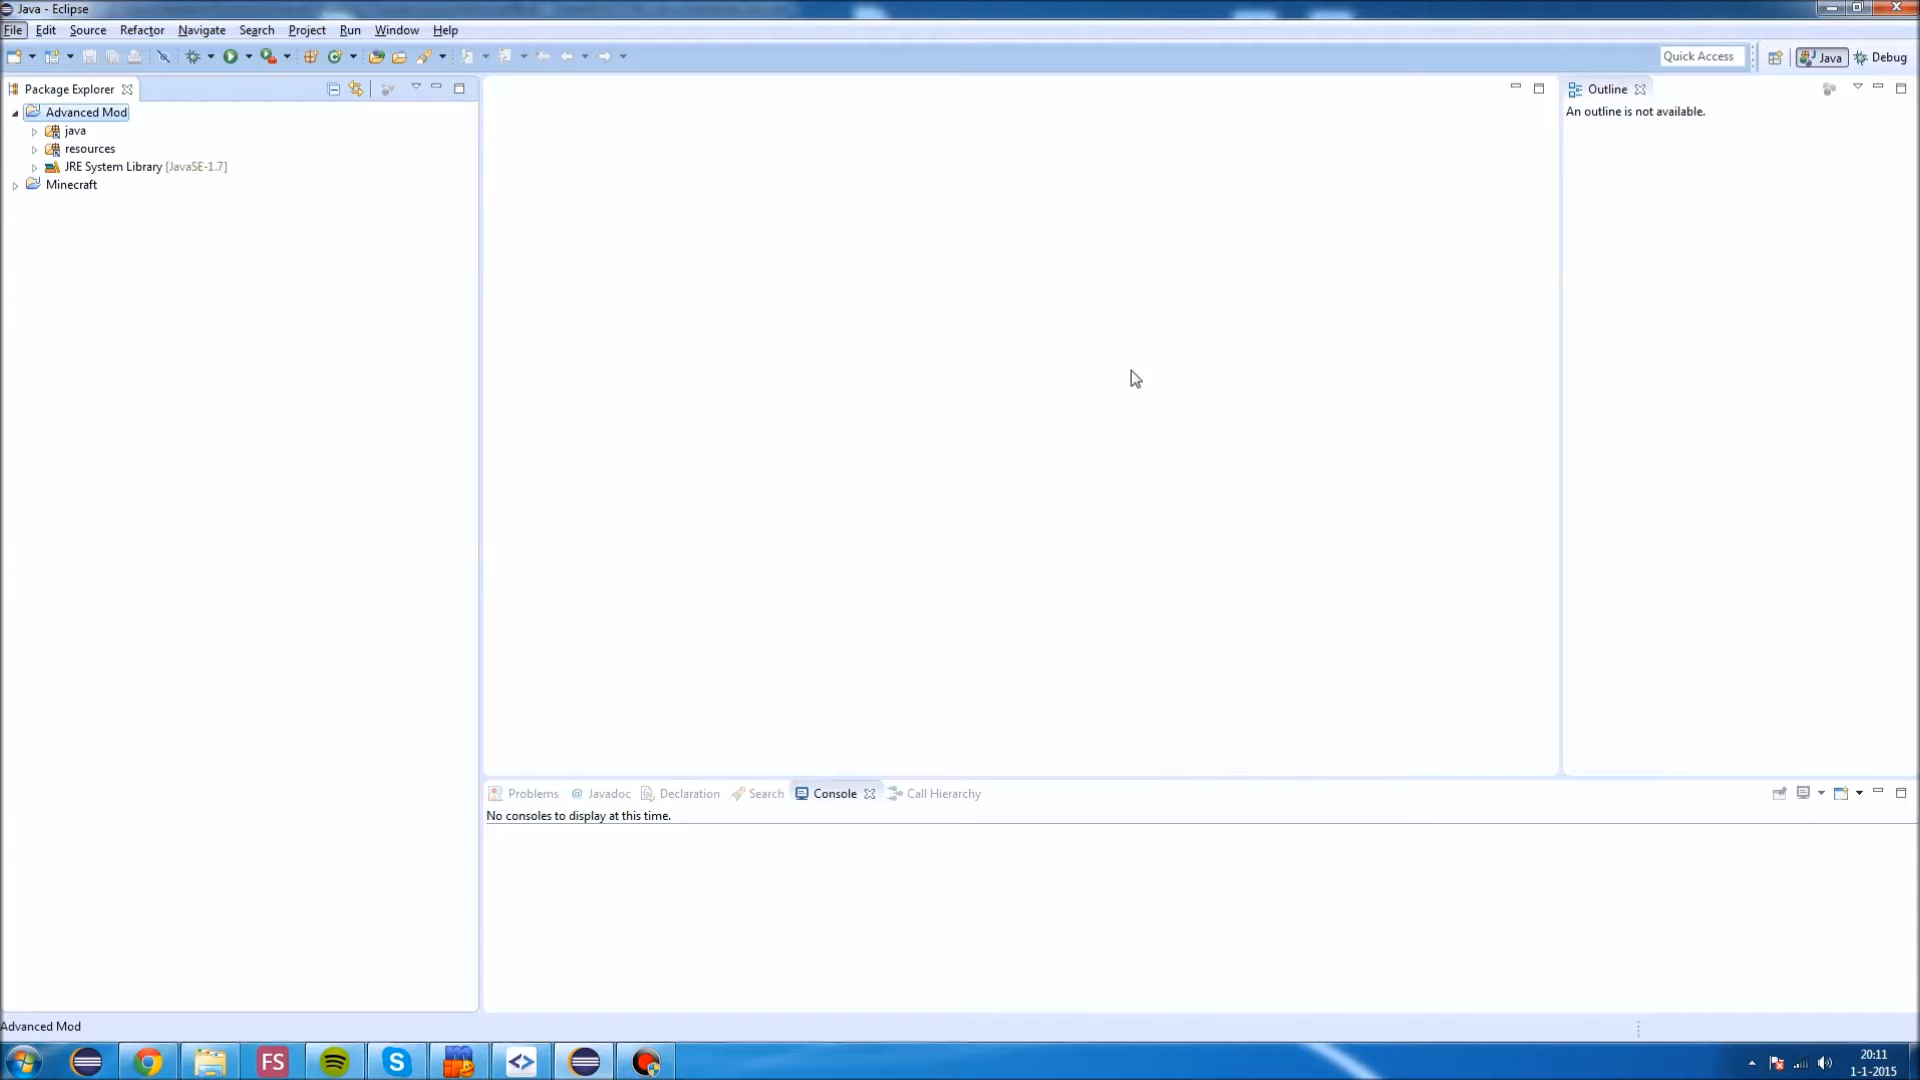 Java - Eclipse
File Edit Source Refactor Navigate Search Project Run Window Help
Quick Access Java Debug
Package Explorer
Advanced Mod
java
resources
JRE System Library [JavaSE-1.7]
Minecraft
Outline
An outline is not available.
Problems @ Javadoc Declaration Search Console Call Hierarchy
No consoles to display at this time.
Advanced Mod
FS
20:11
1-1-2015